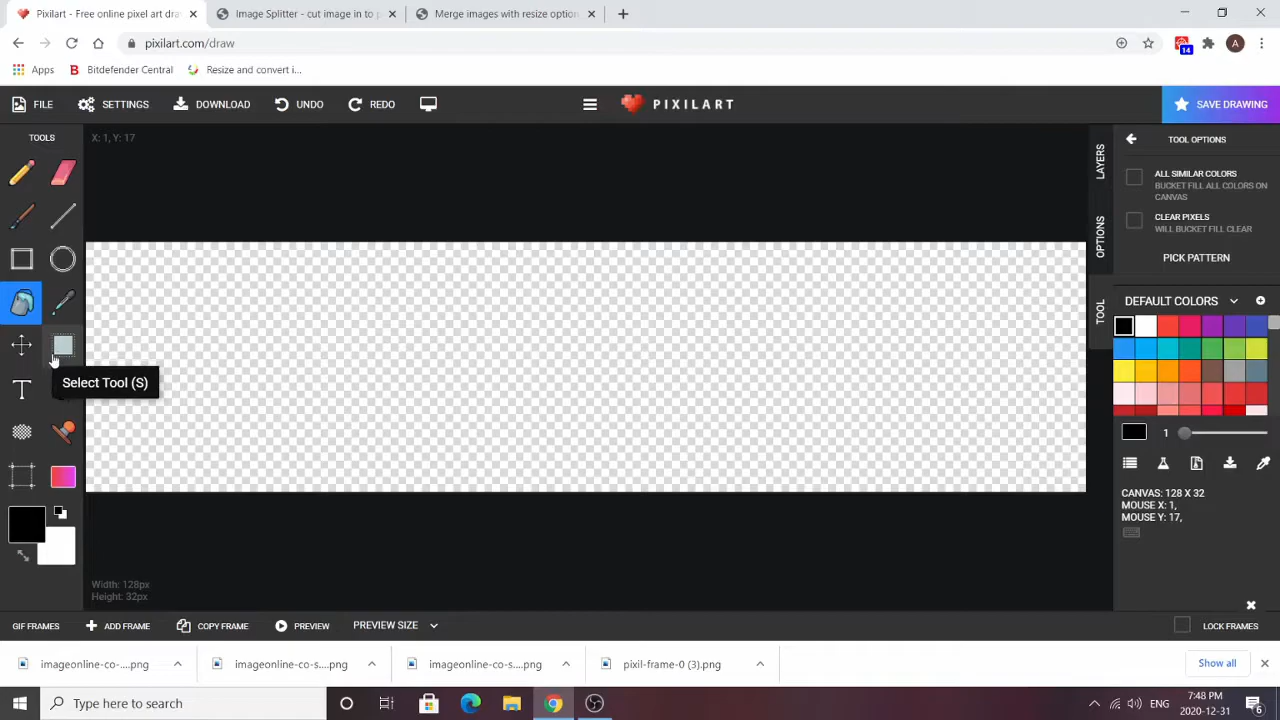 Pixilart - Free online pixel art dra
Image Splitter - cut image in to p
Merge images with resize option
pixilart.com/draw
14
A
Apps
B Bitdefender Central
Resize and convert i...
FILE
SETTINGS
DOWNLOAD
UNDO
REDO
PIXILART
SAVE DRAWING
TOOLS
X: 1, Y: 17
LAYERS
OPTIONS
TOOL
TOOL OPTIONS
ALL SIMILAR COLORS
BUCKET FILL ALL COLORS ON
CANVAS
CLEAR PIXELS
WILL BUCKET FILL CLEAR
PICK PATTERN
DEFAULT COLORS
Select Tool (S)
T
1
CANVAS: 128 X 32
MOUSE X: 1,
MOUSE Y: 17,
Width: 128px
Height: 32px
GIF FRAMES
ADD FRAME
COPY FRAME
PREVIEW
PREVIEW SIZE
LOCK FRAMES
imageonline-co-....png
imageonline-co-s....png
imageonline-co-s....png
pixil-frame-0 (3).png
Show all
Type here to search
ENG
7:48 PM
2020-12-31
6